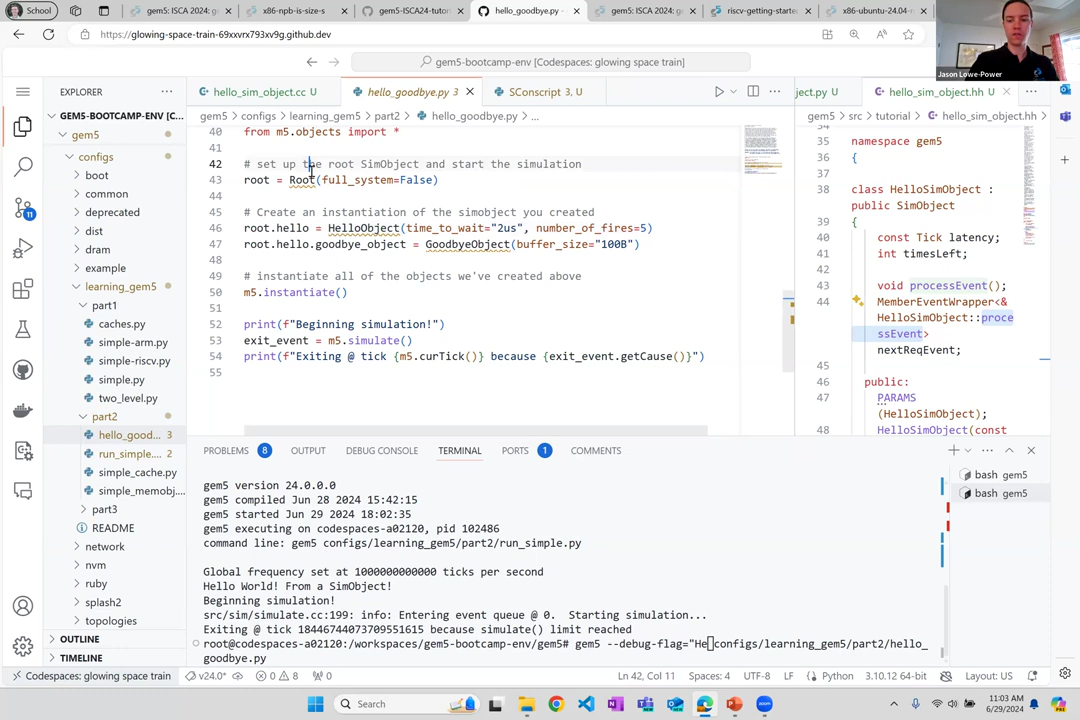 School
gem5: ISCA 2024: g
x86-npb-is-size-s
gem5-ISCA24-tutor
hello_goodbye.py -
gem5: ISCA 2024: g
riscv-getting-starte
x86-ubuntu-24.04-
https://glowing-space-train-69xxvrx793xv9g.github.dev
Jason Lowe-Power
gem5-bootcamp-env [Codespaces: glowing space train]
EXPLORER
hello_sim_object.cc U
hello_goodbye.py 3
SConscript 3, U
ject.py U
hello_sim_object.hh U
GEM5-BOOTCAMP-ENV [C...
gem5 > configs > learning_gem5 > part2 > hello_goodbye.py > ...
gem5 > src > tutorial > hello_sim_object.hh >
gem5
configs
boot
common
deprecated
dist
dram
example
learning_gem5
part1
caches.py
simple-arm.py
simple-riscv.py
simple.py
two_level.py
part2
hello_good... 3
run_simple.... 2
simple_cache.py
simple_memobj....
part3
README
network
nvm
ruby
splash2
topologies
OUTLINE
TIMELINE
40 from m5.objects import *
41
42 # set up the root SimObject and start the simulation
43 root = Root(full_system=False)
44
45 # Create an instantiation of the simobject you created
46 root.hello = HelloObject(time_to_wait="2us", number_of_fires=5)
47 root.hello.goodbye_object = GoodbyeObject(buffer_size="100B")
48
49 # instantiate all of the objects we've created above
50 m5.instantiate()
51
52 print(f"Beginning simulation!")
53 exit_event = m5.simulate()
54 print(f"Exiting @ tick {m5.curTick()} because {exit_event.getCause()}")
55
34
35 namespace gem5
36 {
37
38 class HelloSimObject :
public SimObject
39 {
40 const Tick latency;
41 int timesLeft;
42
43 void processEvent();
44 MemberEventWrapper<&
HelloSimObject::proce
ssEvent>
nextReqEvent;
45
46 public:
47 PARAMS
(HelloSimObject);
48 HelloSimObject(const
PROBLEMS 8
OUTPUT
DEBUG CONSOLE
TERMINAL
PORTS 1
COMMENTS
bash gem5
bash gem5
gem5 version 24.0.0.0
gem5 compiled Jun 28 2024 15:42:15
gem5 started Jun 29 2024 18:02:35
gem5 executing on codespaces-a02120, pid 102486
command line: gem5 configs/learning_gem5/part2/run_simple.py
Global frequency set at 1000000000000 ticks per second
Hello World! From a SimObject!
Beginning simulation!
src/sim/simulate.cc:199: info: Entering event queue @ 0. Starting simulation...
Exiting @ tick 18446744073709551615 because simulate() limit reached
root@codespaces-a02120:/workspaces/gem5-bootcamp-env/gem5# gem5 --debug-flag="He configs/learning_gem5/part2/hello_
goodbye.py
11
Codespaces: glowing space train
v24.0*
0 8
0
Ln 42, Col 11
Spaces: 4
UTF-8
LF
Python
3.10.12 64-bit
Layout: US
Search
11:03 AM
6/29/2024